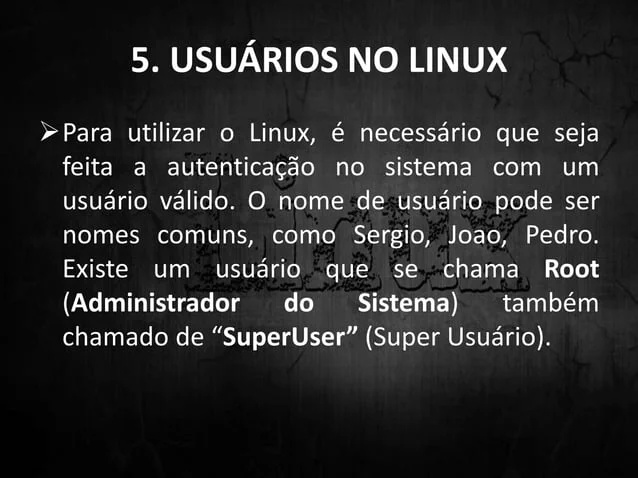 5. USUÁRIOS NO LINUX
➢Para utilizar o Linux, é necessário que seja
feita a autenticação no sistema com um
usuário válido. O nome de usuário pode ser
nomes comuns, como Sergio, Joao, Pedro.
Existe um usuário que se chama Root
(Administrador do Sistema) também
chamado de “SuperUser” (Super Usuário).
Linux